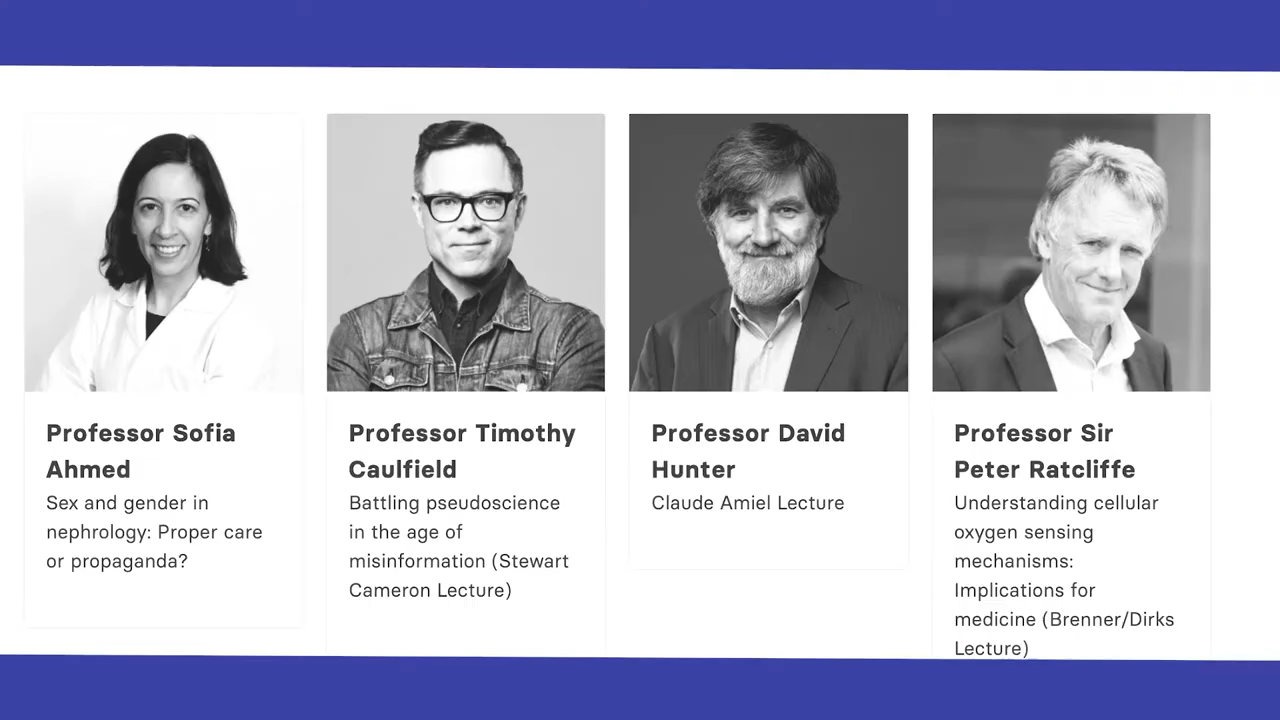 Professor Sofia
Ahmed
Sex and gender in
nephrology: Proper care
or propaganda?
Professor Timothy
Caulfield
Battling pseudoscience
in the age of
misinformation (Stewart
Cameron Lecture)
Professor David
Hunter
Claude Amiel Lecture
Professor Sir
Peter Ratcliffe
Understanding cellular
oxygen sensing
mechanisms:
Implications for
medicine (Brenner/Dirks
Lecture)